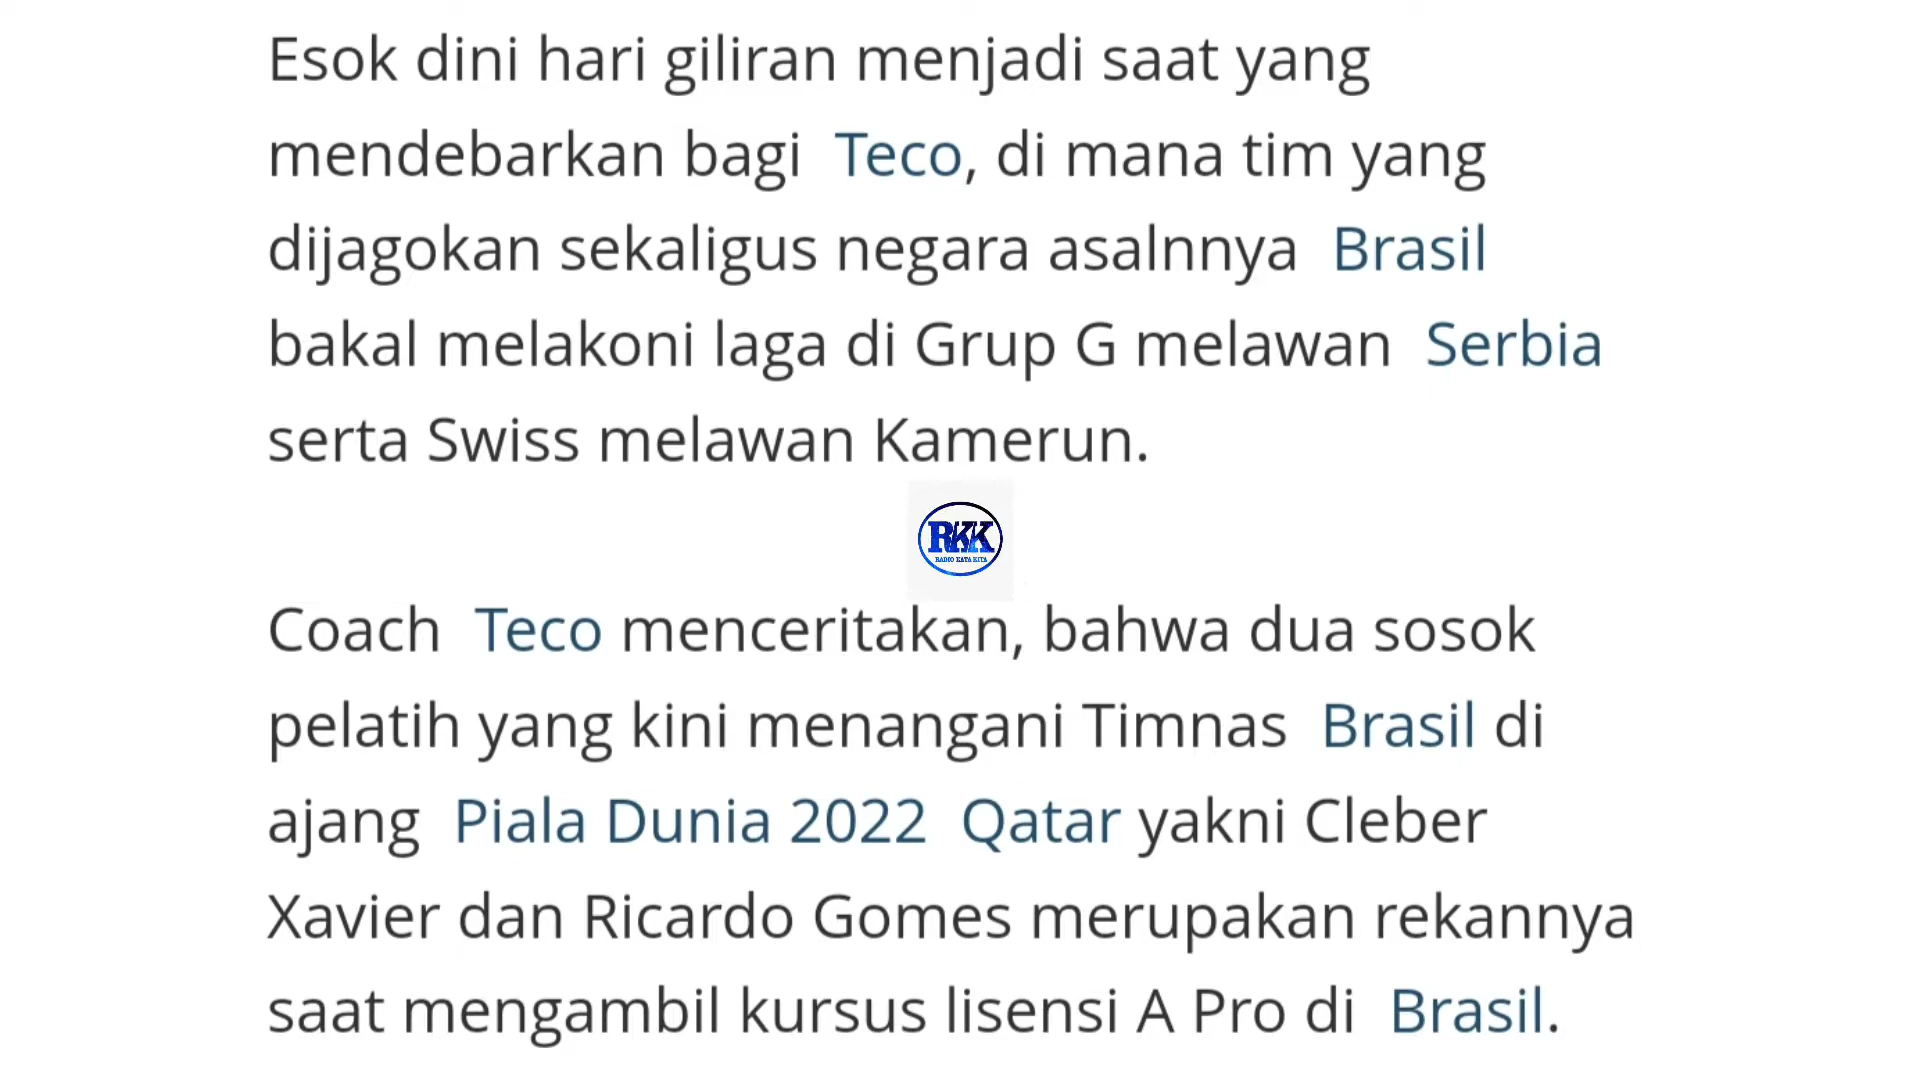 Esok dini hari giliran menjadi saat yang
mendebarkan bagi Teco, di mana tim yang
dijagokan sekaligus negara asalnnya Brasil
bakal melakoni laga di Grup G melawan Serbia
serta Swiss melawan Kamerun.
RKK
RADIO KATA KITA
Coach Teco menceritakan, bahwa dua sosok
pelatih yang kini menangani Timnas Brasil di
ajang Piala Dunia 2022 Qatar yakni Cleber
Xavier dan Ricardo Gomes merupakan rekannya
saat mengambil kursus lisensi A Pro di Brasil.